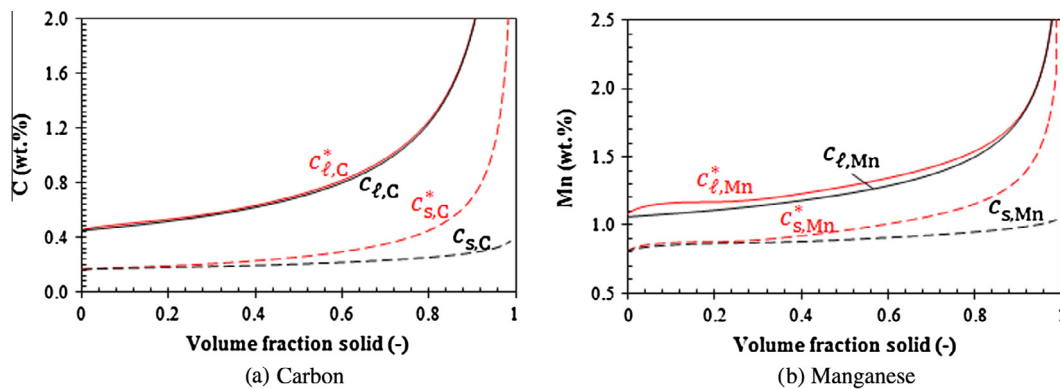 2.0
1.6
1.2
0.8
0.4
0.0
C (wt.%)
c*ℓ,C
cℓ,C
c*s,C
cs,C
0 0.2 0.4 0.6 0.8 1
Volume fraction solid (-)
(a) Carbon
2.5
2.0
1.5
1.0
0.5
Mn (wt.%)
cℓ,Mn
c*ℓ,Mn
c*s,Mn
cs,Mn
0 0.2 0.4 0.6 0.8 1
Volume fraction solid (-)
(b) Manganese